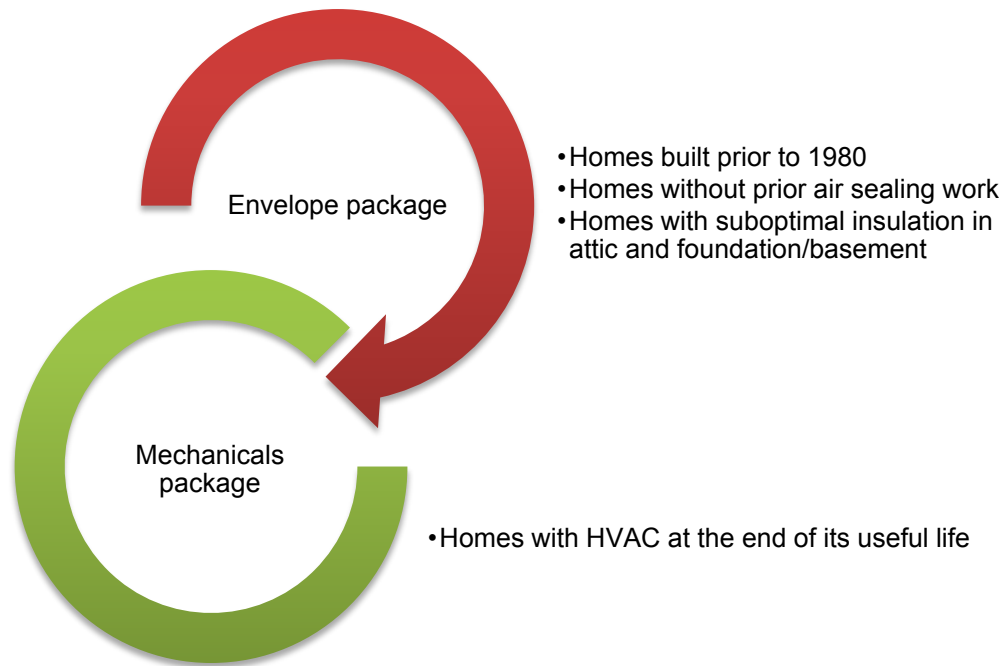 Envelope package
•Homes built prior to 1980
•Homes without prior air sealing work
•Homes with suboptimal insulation in
attic and foundation/basement
Mechanicals
package
•Homes with HVAC at the end of its useful life